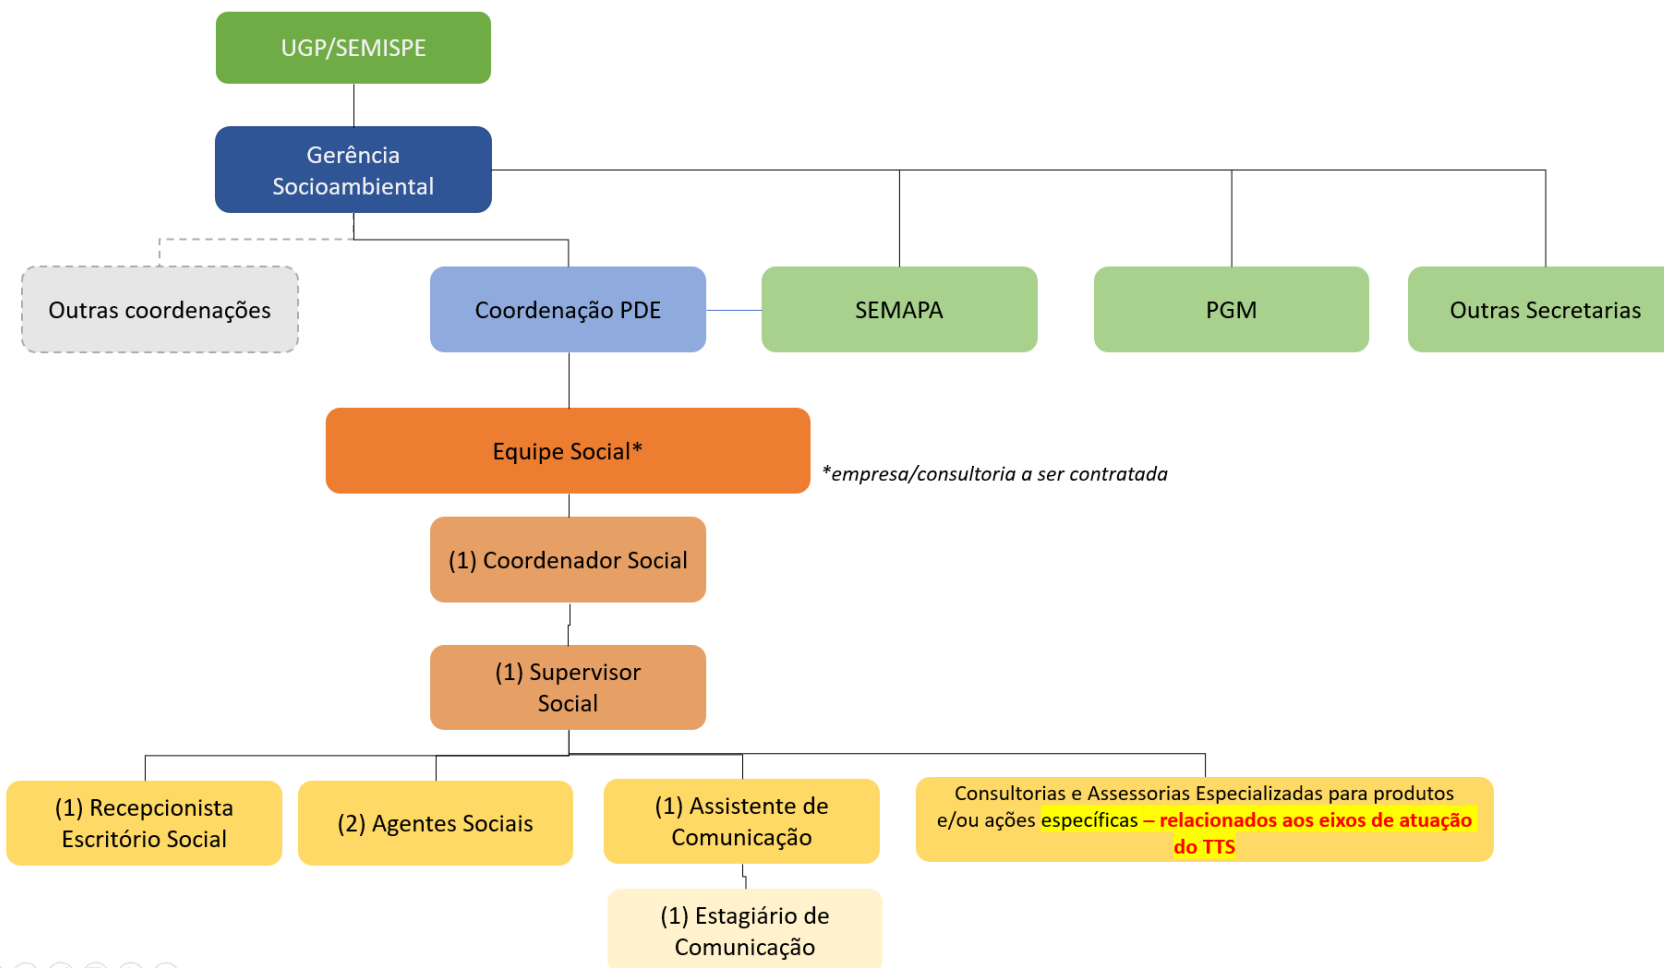 UGP/SEMISPE
Gerência
Socioambiental
Outras coordenações
Coordenação PDE
SEMAPA
PGM
Outras Secretarias
Equipe Social*
*empresa/consultoria a ser contratada
(1) Coordenador Social
(1) Supervisor
Social
(1) Recepcionista
Escritório Social
(2) Agentes Sociais
(1) Assistente de
Comunicação
Consultorias e Assessorias Especializadas para produtos
e/ou ações específicas – relacionados aos eixos de atuação
do TTS
(1) Estagiário de
Comunicação